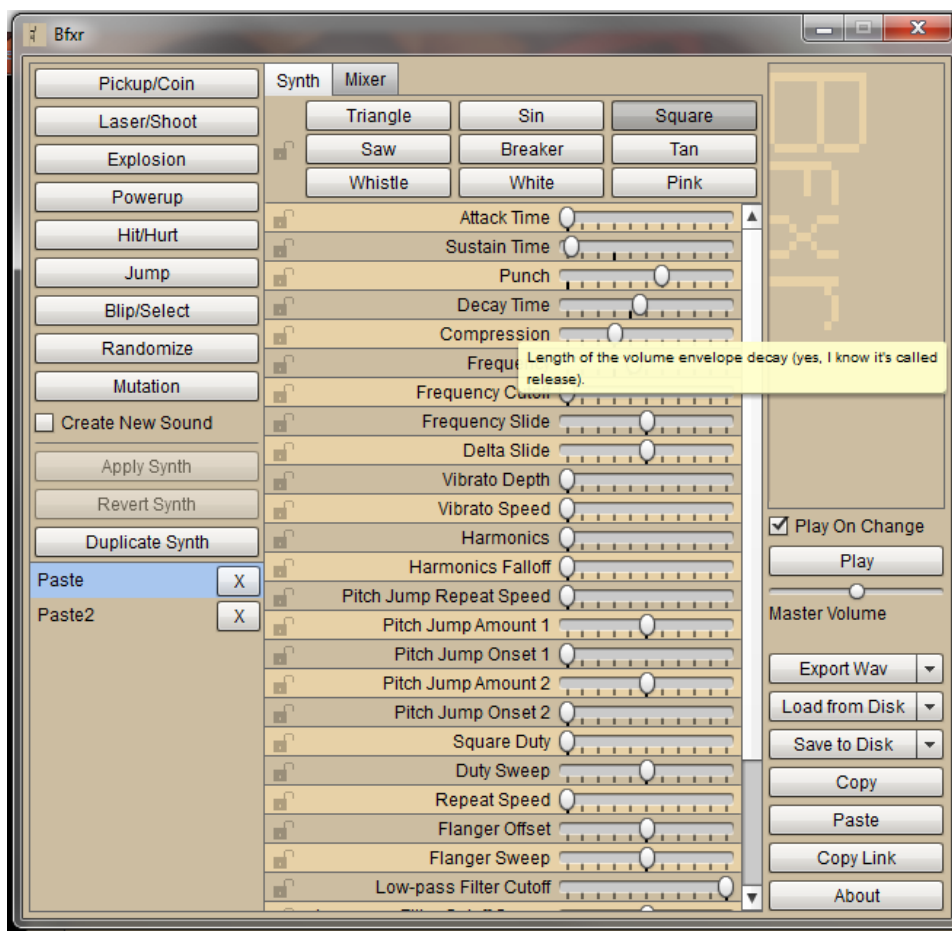 Bfxr
Pickup/Coin
Laser/Shoot
Explosion
Powerup
Hit/Hurt
Jump
Blip/Select
Randomize
Mutation
Create New Sound
Apply Synth
Revert Synth
Duplicate Synth
Paste X
Paste2 X
Synth Mixer
Triangle Sin Square
Saw Breaker Tan
Whistle White Pink
Attack Time
Sustain Time
Punch
Decay Time
Compression
Length of the volume envelope decay (yes, I know it's called
release).
Frequency Slide
Delta Slide
Vibrato Depth
Vibrato Speed
Harmonics
Harmonics Falloff
Pitch Jump Repeat Speed
Pitch Jump Amount 1
Pitch Jump Onset 1
Pitch Jump Amount 2
Pitch Jump Onset 2
Square Duty
Duty Sweep
Repeat Speed
Flanger Offset
Flanger Sweep
Low-pass Filter Cutoff
Bfxr
Play On Change
Play
Master Volume
Export Wav
Load from Disk
Save to Disk
Copy
Paste
Copy Link
About